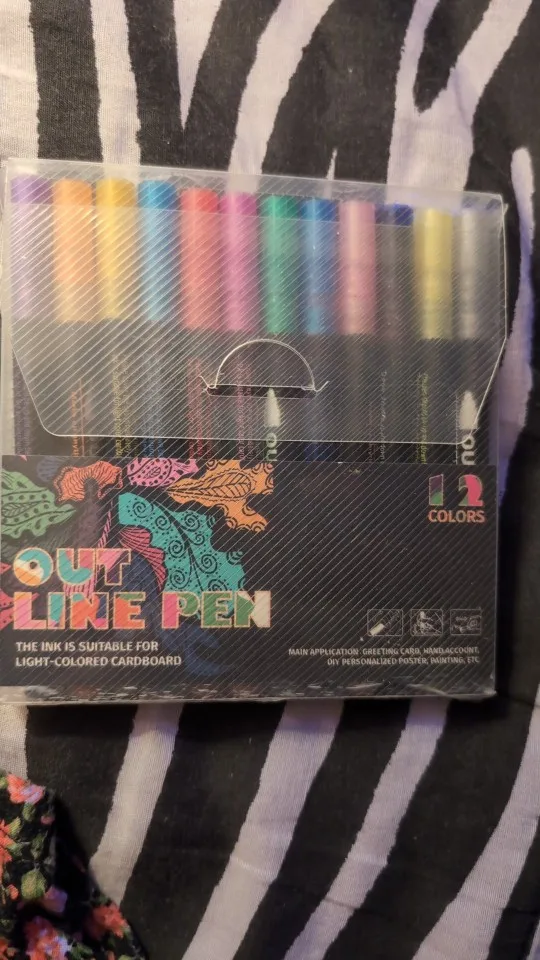 12
COLORS
OUT
LINE PEN
THE INK IS SUITABLE FOR
LIGHT-COLORED CARDBOARD
MAIN APPLICATION: GREETING CARD, HAND ACCOUNT,
DIY PERSONALIZED POSTER, PAINTING, ETC